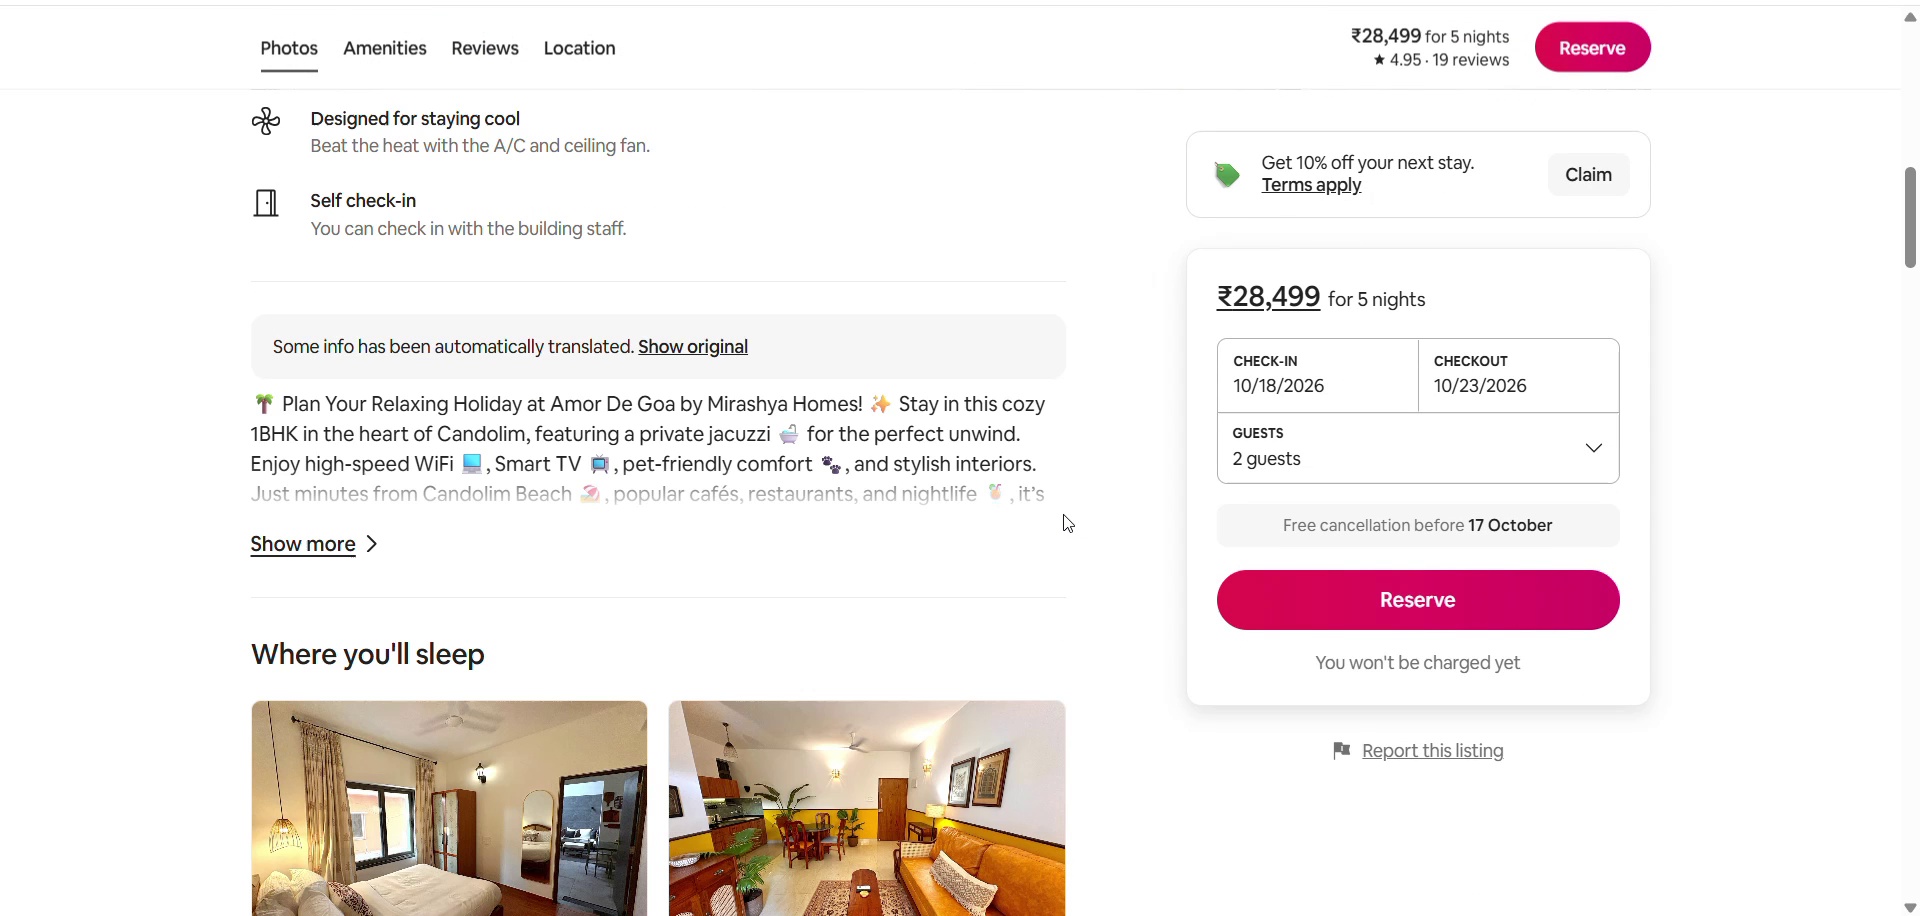 Photos Amenities Reviews Location
₹28,499 for 5 nights
★ 4.95 · 19 reviews
Reserve
Designed for staying cool
Beat the heat with the A/C and ceiling fan.
Self check-in
You can check in with the building staff.
Some info has been automatically translated. Show original
🌴 Plan Your Relaxing Holiday at Amor De Goa by Mirashya Homes! ✨ Stay in this cozy
1BHK in the heart of Candolim, featuring a private jacuzzi 🛁 for the perfect unwind.
Enjoy high-speed WiFi 💻, Smart TV 📺, pet-friendly comfort 🐾, and stylish interiors.
Just minutes from Candolim Beach 🏖️, popular cafés, restaurants, and nightlife 🍹, it’s
Show more
Where you'll sleep
Get 10% off your next stay.
Terms apply
Claim
₹28,499 for 5 nights
CHECK-IN
10/18/2026
CHECKOUT
10/23/2026
GUESTS
2 guests
Free cancellation before 17 October
Reserve
You won't be charged yet
Report this listing